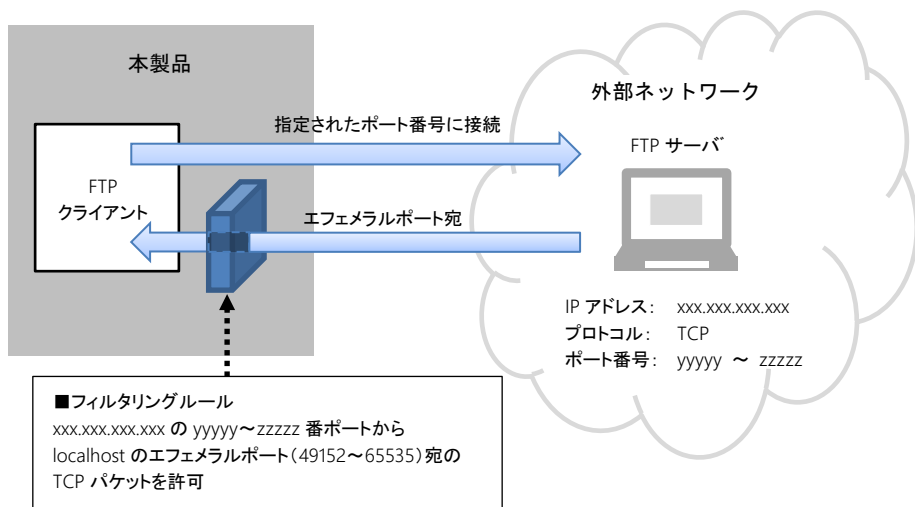 本製品
外部ネットワーク
指定されたポート番号に接続
FTP サーバ
FTP
クライアント
エフェメラルポート宛
IP アドレス： xxx.xxx.xxx.xxx
プロトコル： TCP
ポート番号： yyyyy ～ zzzzz
■フィルタリングルール
xxx.xxx.xxx.xxx の yyyyy～zzzzz 番ポートから
localhost のエフェメラルポート（49152～65535）宛の
TCP パケットを許可